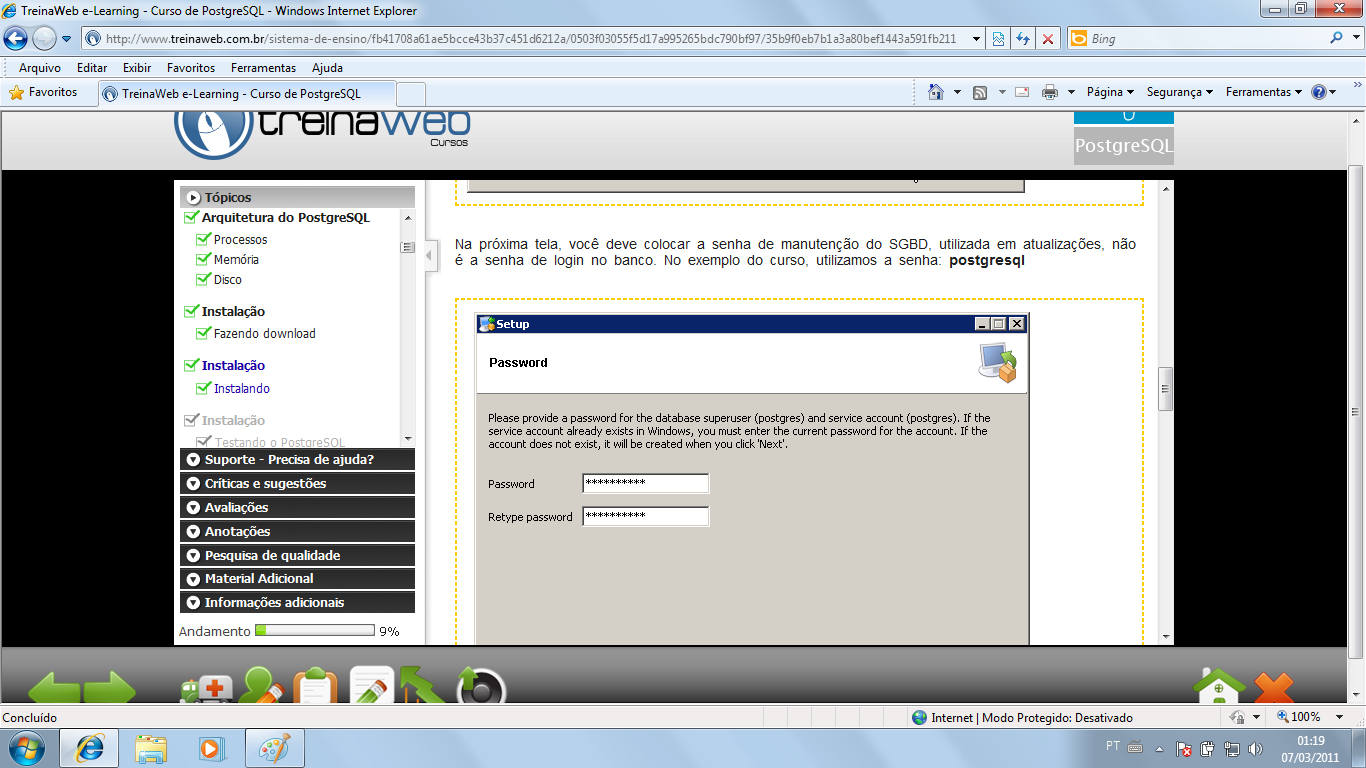 TreinaWeb e-Learning - Curso de PostgreSQL - Windows Internet Explorer
http://www.treinaweb.com.br/sistema-de-ensino/fb41708a61ae5bcce43b37c451d6212a/0503f03055f5d17a995265bdc790bf97/35b9f0eb7b1a3a80bef1443a591fb211
Bing
Arquivo Editar Exibir Favoritos Ferramentas Ajuda
Favoritos
TreinaWeb e-Learning - Curso de PostgreSQL
Página Segurança Ferramentas
treinaweb
Cursos
PostgreSQL
Tópicos
Arquitetura do PostgreSQL
Processos
Memória
Disco
Instalação
Fazendo download
Instalação
Instalando
Instalação
Testando o PostgreSQL
Suporte - Precisa de ajuda?
Críticas e sugestões
Avaliações
Anotações
Pesquisa de qualidade
Material Adicional
Informações adicionais
Andamento 9%
Na próxima tela, você deve colocar a senha de manutenção do SGBD, utilizada em atualizações, não
é a senha de login no banco. No exemplo do curso, utilizamos a senha: postgresql
Setup
Password
Please provide a password for the database superuser (postgres) and service account (postgres). If the
service account already exists in Windows, you must enter the current password for the account. If the
account does not exist, it will be created when you click 'Next'.
Password **********
Retype password **********
Concluído
Internet | Modo Protegido: Desativado
100%
PT
01:19
07/03/2011